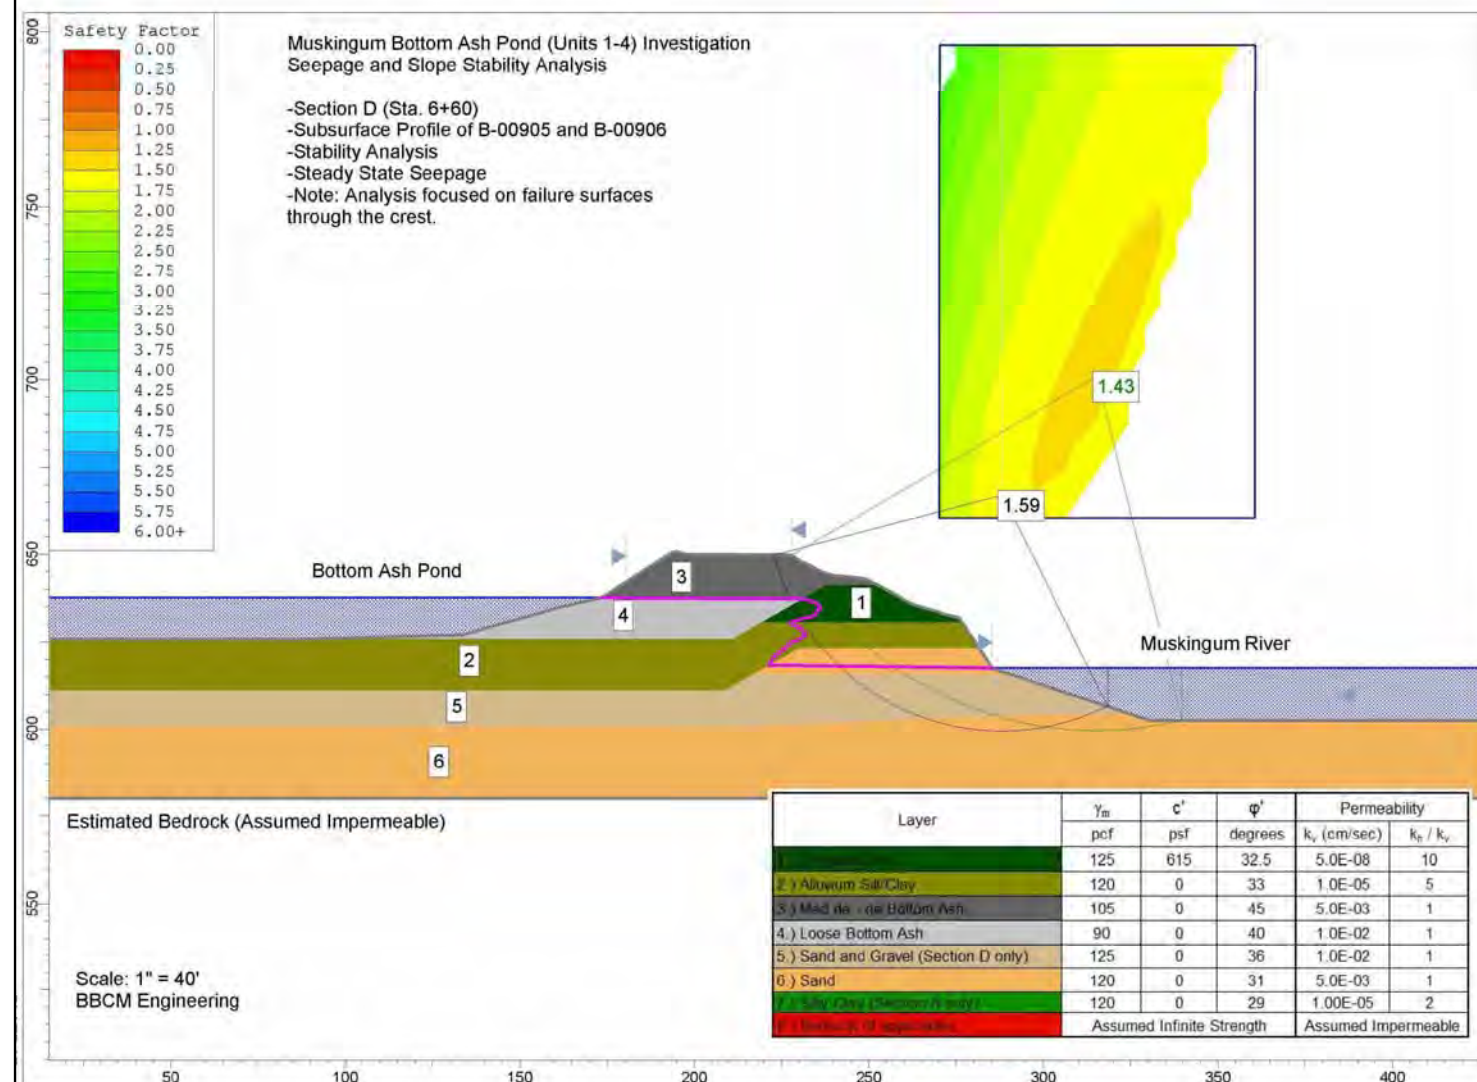 Safety Factor
0.00
0.25
0.50
0.75
1.00
1.25
1.50
1.75
2.00
2.25
2.50
2.75
3.00
3.25
3.50
3.75
4.00
4.25
4.50
4.75
5.00
5.25
5.50
5.75
6.00+
Muskingum Bottom Ash Pond (Units 1-4) Investigation
Seepage and Slope Stability Analysis
-Section D (Sta. 6+60)
-Subsurface Profile of B-00905 and B-00906
-Stability Analysis
-Steady State Seepage
-Note: Analysis focused on failure surfaces
through the crest.
800
750
700
650
600
550
1.43
1.59
Bottom Ash Pond
Muskingum River
3
4
1
2
5
6
Estimated Bedrock (Assumed Impermeable)
Scale: 1" = 40'
BBCM Engineering
Layer γm c' φ' Permeability
pcf psf degrees kv (cm/sec) kh / kv
125 615 32.5 5.0E-08 10
2.) Alluvium Silt/Clay 120 0 33 1.0E-05 5
3.) Med de. - de Bottom Ash 105 0 45 5.0E-03 1
4.) Loose Bottom Ash 90 0 40 1.0E-02 1
5.) Sand and Gravel (Section D only) 125 0 36 1.0E-02 1
6.) Sand 120 0 31 5.0E-03 1
7.) Silty Clay (Section A only) 120 0 29 1.00E-05 2
Assumed Infinite Strength Assumed Impermeable
50 100 150 200 250 300 350 400